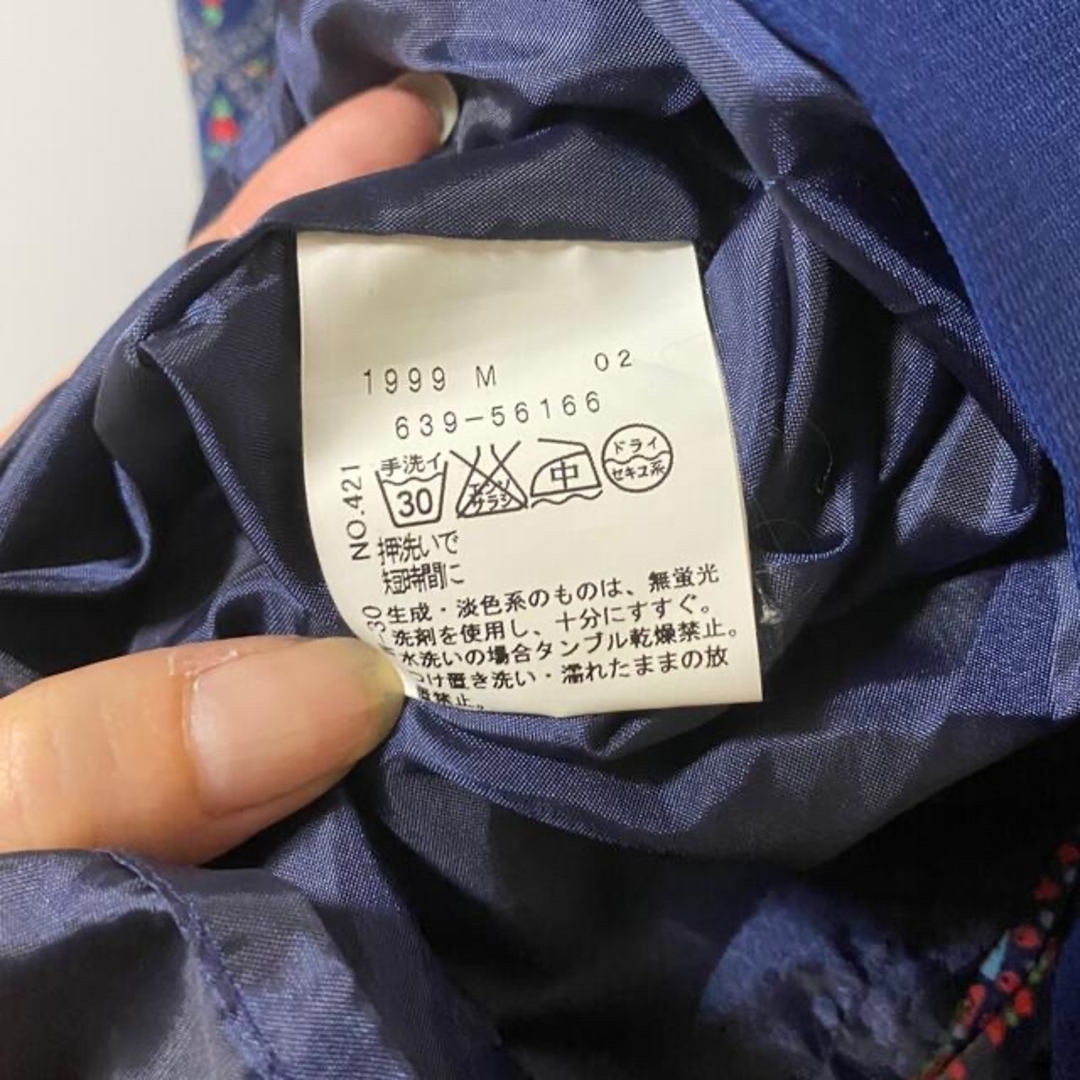 1999 M 02
639-56166
手洗イ
30
エンソ
サラシ
中
ドライ
セキユ系
NO.421
押洗いで
短時間に
30
生成・淡色系のものは、無蛍光
洗剤を使用し、十分にすすぐ。
水洗いの場合タンブル乾燥禁止。
つけ置き洗い・濡れたままの放
置禁止。